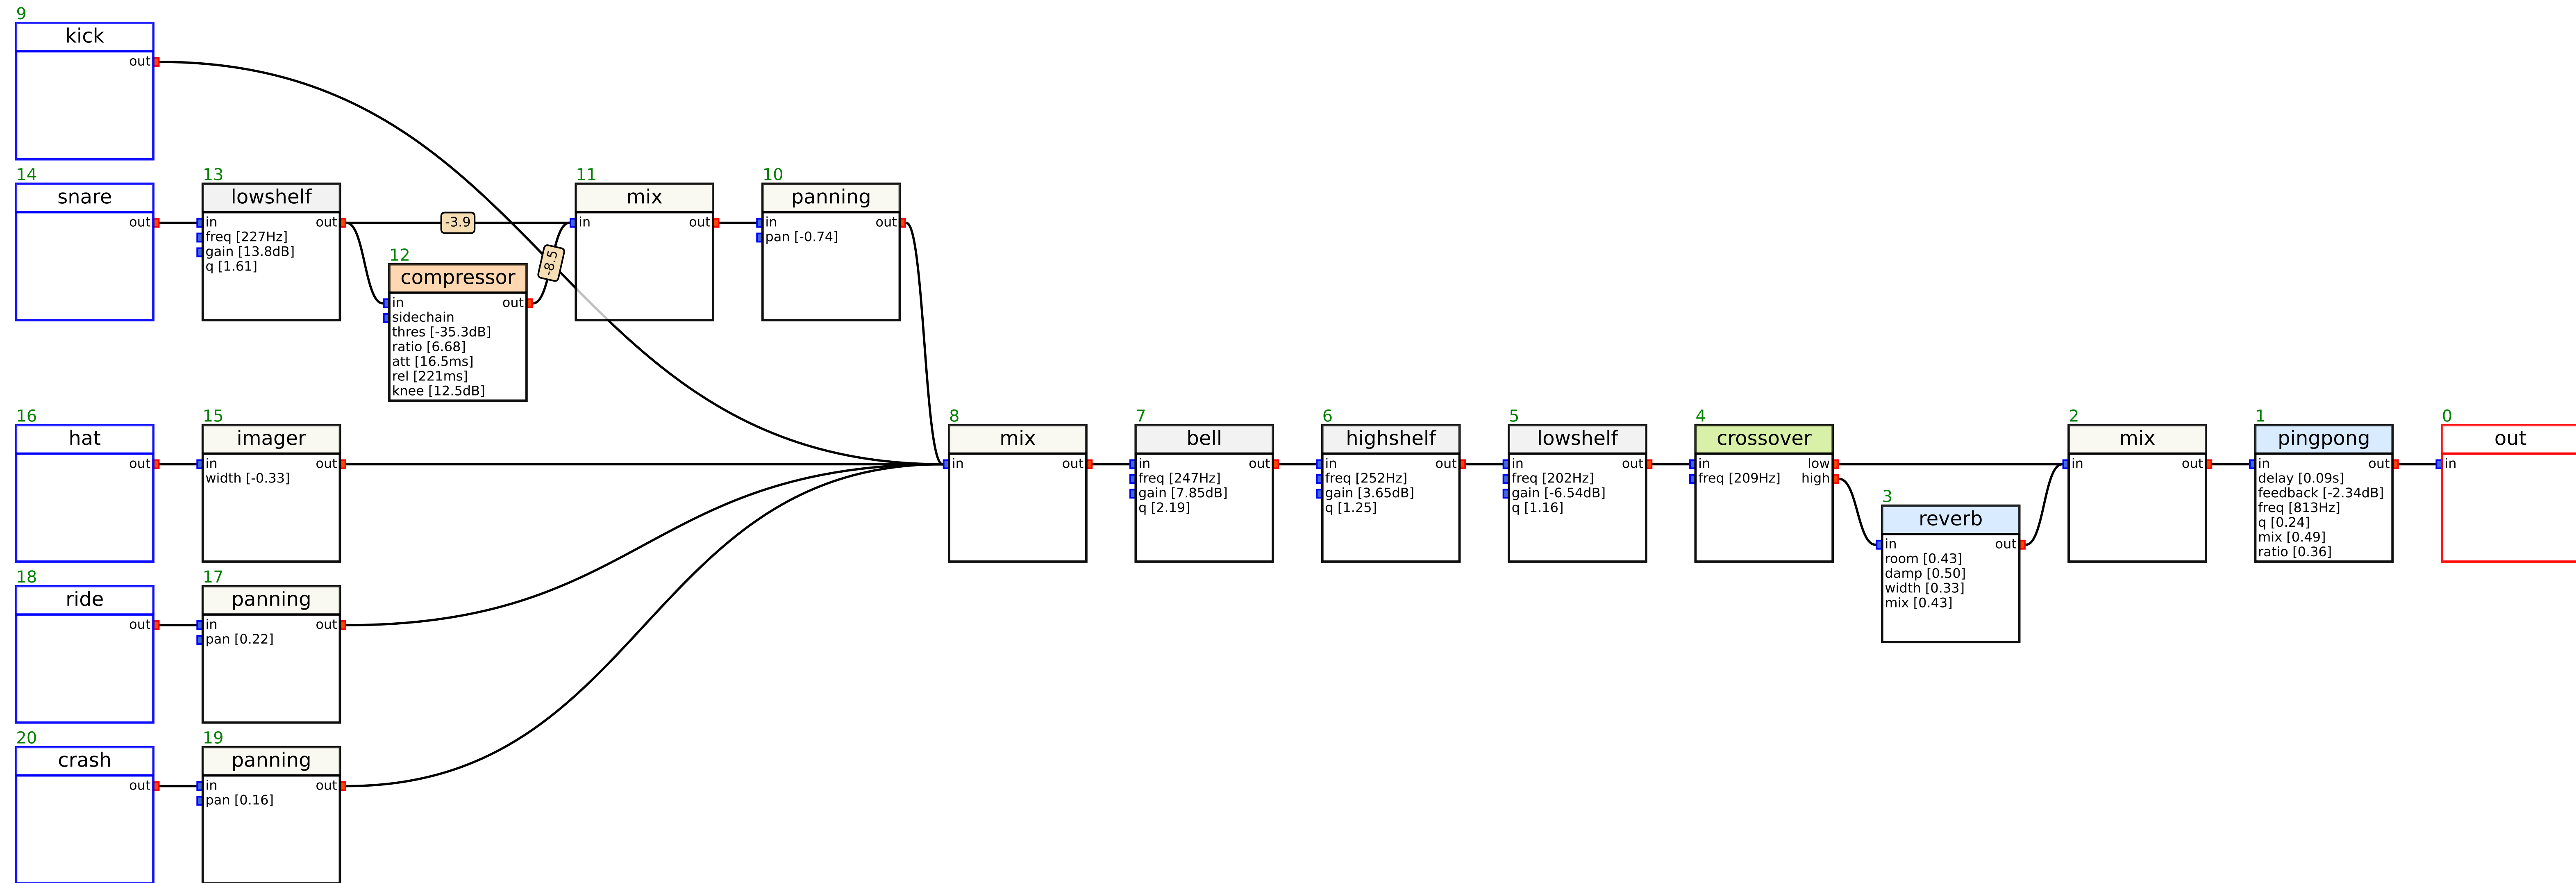 9
kick
out
14
snare
out
13
lowshelf
in out
freq [227Hz]
gain [13.8dB]
q [1.61]
-3.9
12
compressor
in out
sidechain
thres [-35.3dB]
ratio [6.68]
att [16.5ms]
rel [221ms]
knee [12.5dB]
-8.5
11
mix
in out
10
panning
in out
pan [-0.74]
16
hat
out
15
imager
in out
width [-0.33]
18
ride
out
17
panning
in out
pan [0.22]
20
crash
out
19
panning
in out
pan [0.16]
8
mix
in out
7
bell
in out
freq [247Hz]
gain [7.85dB]
q [2.19]
6
highshelf
in out
freq [252Hz]
gain [3.65dB]
q [1.25]
5
lowshelf
in out
freq [202Hz]
gain [-6.54dB]
q [1.16]
4
crossover
in low
freq [209Hz] high
3
reverb
in out
room [0.43]
damp [0.50]
width [0.33]
mix [0.43]
2
mix
in out
1
pingpong
in out
delay [0.09s]
feedback [-2.34dB]
freq [813Hz]
q [0.24]
mix [0.49]
ratio [0.36]
0
out
in